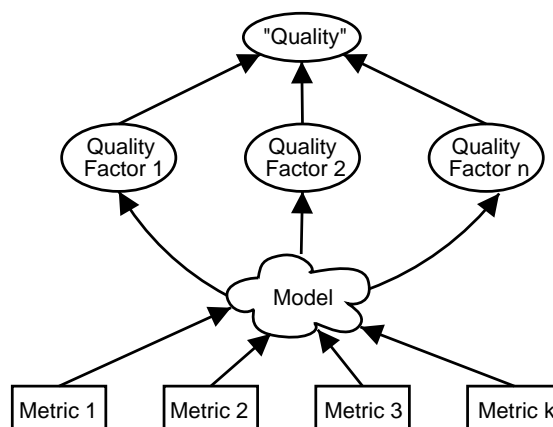 "Quality"
Quality
Factor 1
Quality
Factor 2
Quality
Factor n
Model
Metric 1
Metric 2
Metric 3
Metric k